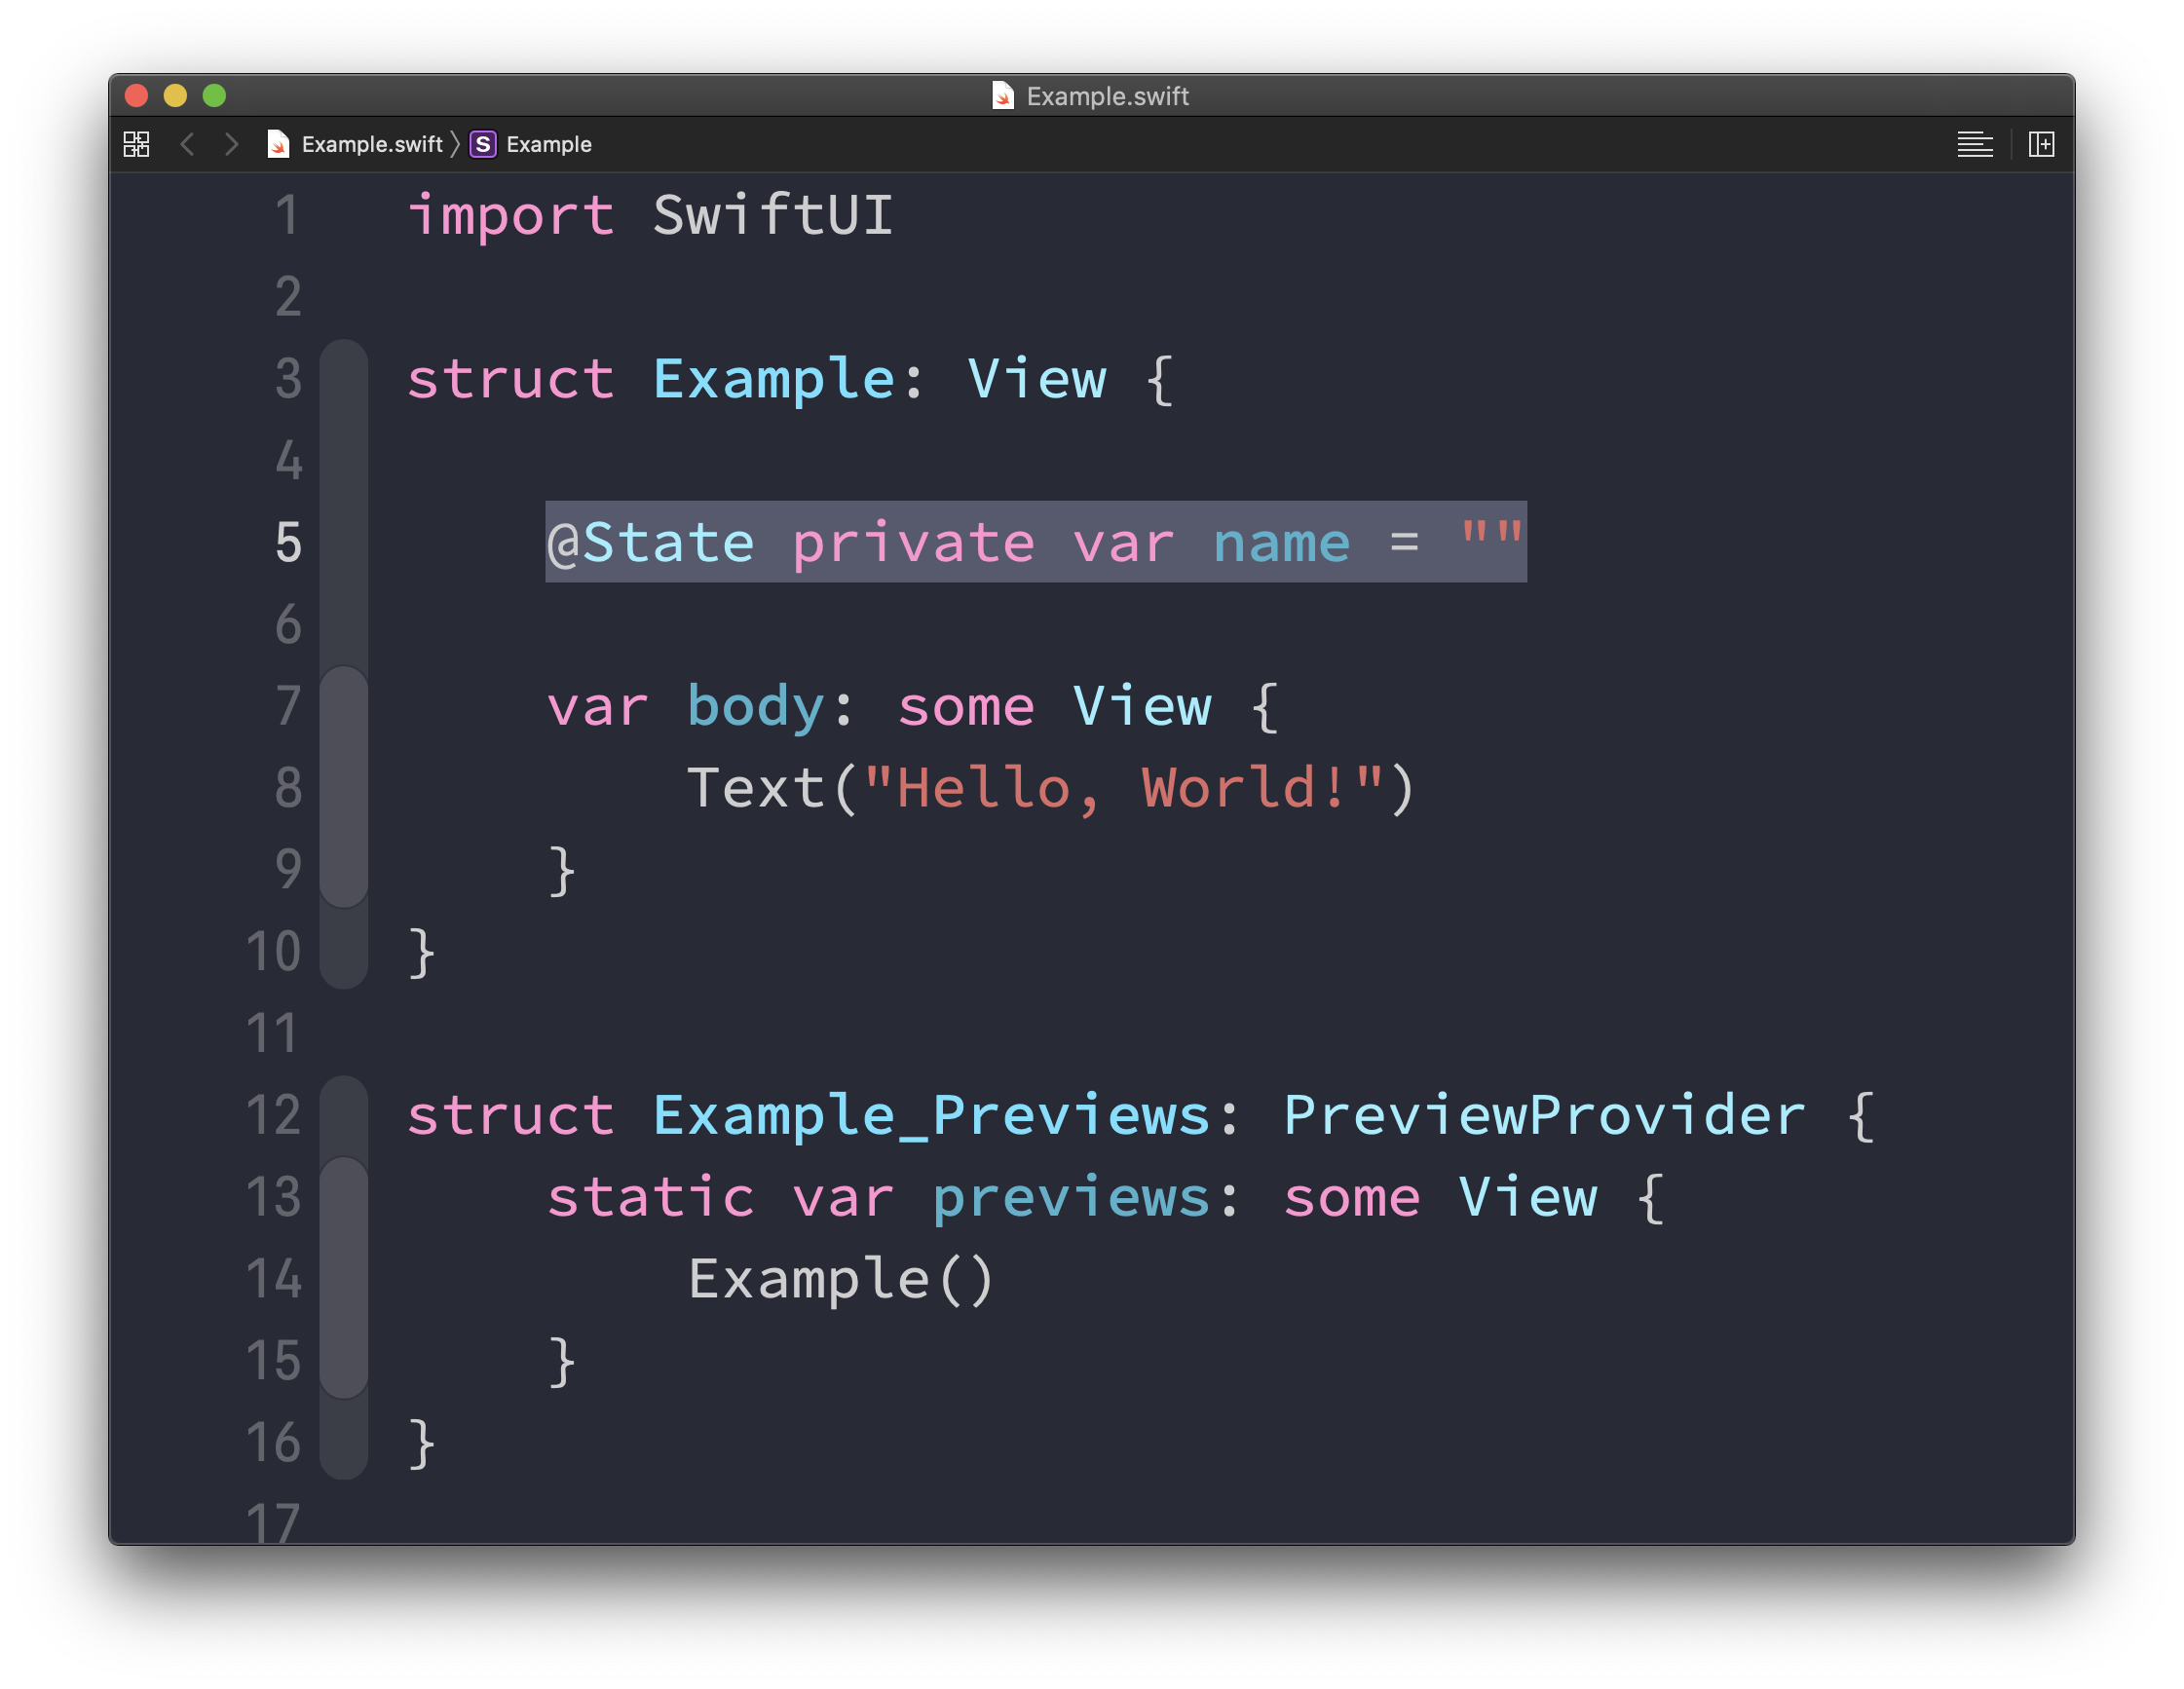 Example.swift
Example.swift S Example
1 import SwiftUI
2
3 struct Example: View {
4
5     @State private var name = ""
6
7     var body: some View {
8         Text("Hello, World!")
9     }
10 }
11
12 struct Example_Previews: PreviewProvider {
13     static var previews: some View {
14         Example()
15     }
16 }
17